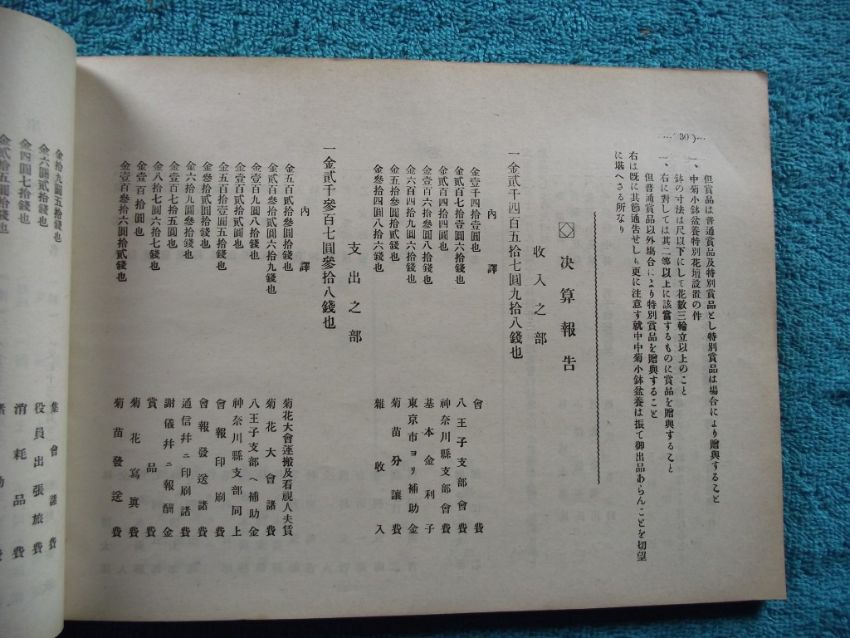 30
但賞品は普通賞品及特別賞品とし特別賞品は場合により贈與すること
一、中菊小鉢盆養特別花壇設置の件
鉢の寸法は尺以下にして花數三輪立以上のこと
一、右に對しては其二等以上に該當するものに賞品を贈與すること
但普通賞品以外場合により特別賞品を贈與すること
右は既に其節通告せしも更に注意す就中中菊小鉢盆養は振て御出品あらんことを切望
に堪へさる所なり
決算報告
收入之部
一金貳千四百五拾七圓九拾八錢也
內譯
金壹千四拾壹圓也 會費
金貳百七拾壹圓六拾錢也 八王子支部會費
金貳百四拾四圓也 神奈川縣支部會費
金壹百六拾叄圓八拾錢也 基本金利子
金六百四拾九圓四拾錢也 東京市ヨリ補助金
金五拾叄圓貳拾錢也 菊苗分讓費
金叄拾四圓八拾六錢也 雜收入
支出之部
一金貳千參百七圓參拾八錢也
內譯
金五百貳拾叄圓拾錢也 菊花大會運搬及看視人夫賃
金貳百五拾貳圓六拾九錢也 菊花大會諸費
金壹百九圓八拾錢也 八王子支部ヘ補助金
金壹百貳拾貳圓也 神奈川縣支部同上
金五百拾壹圓五拾錢也 會報印刷費
金叄拾貳圓五拾錢也 會報發送諸費
金六拾九圓叄拾錢也 通信幷ニ印刷諸費
金壹百七拾五圓也 謝儀幷ニ報酬金
金八拾七圓六拾七錢也 賞品費
金壹百拾圓也 菊花寫眞費
金壹百叄拾六圓拾貳錢也 菊苗發送費
金拾九圓五拾錢也 集會諸費
金六圓貳拾錢也 役員出張旅費
金四圓七拾錢也 消耗品費